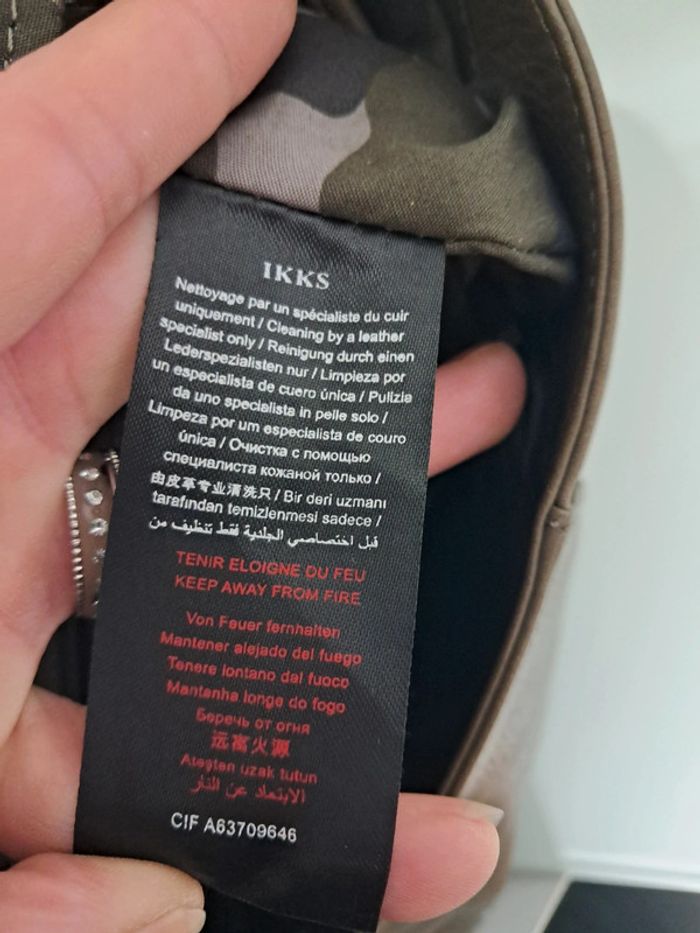 IKKS
Nettoyage par un spécialiste du cuir
uniquement / Cleaning by a leather
specialist only / Reinigung durch einen
Lederspezialisten nur / Limpieza por
un especialista de cuero única / Pulizia
da uno specialista in pelle solo /
Limpeza por um especialista de couro
única / Очистка с помощью
специалиста кожаной только /
由皮革专业清洗只 / Bir deri uzmanı
tarafından temizlenmesi sadece /
قبل اختصاصي الجلدية فقط تنظيف من
TENIR ELOIGNE DU FEU
KEEP AWAY FROM FIRE
Von Feuer fernhalten
Mantener alejado del fuego
Tenere lontano dal fuoco
Mantenha longe do fogo
Беречь от огня
远离火源
Ateşten uzak tutun
الابتعاد عن النار
CIF A63709646